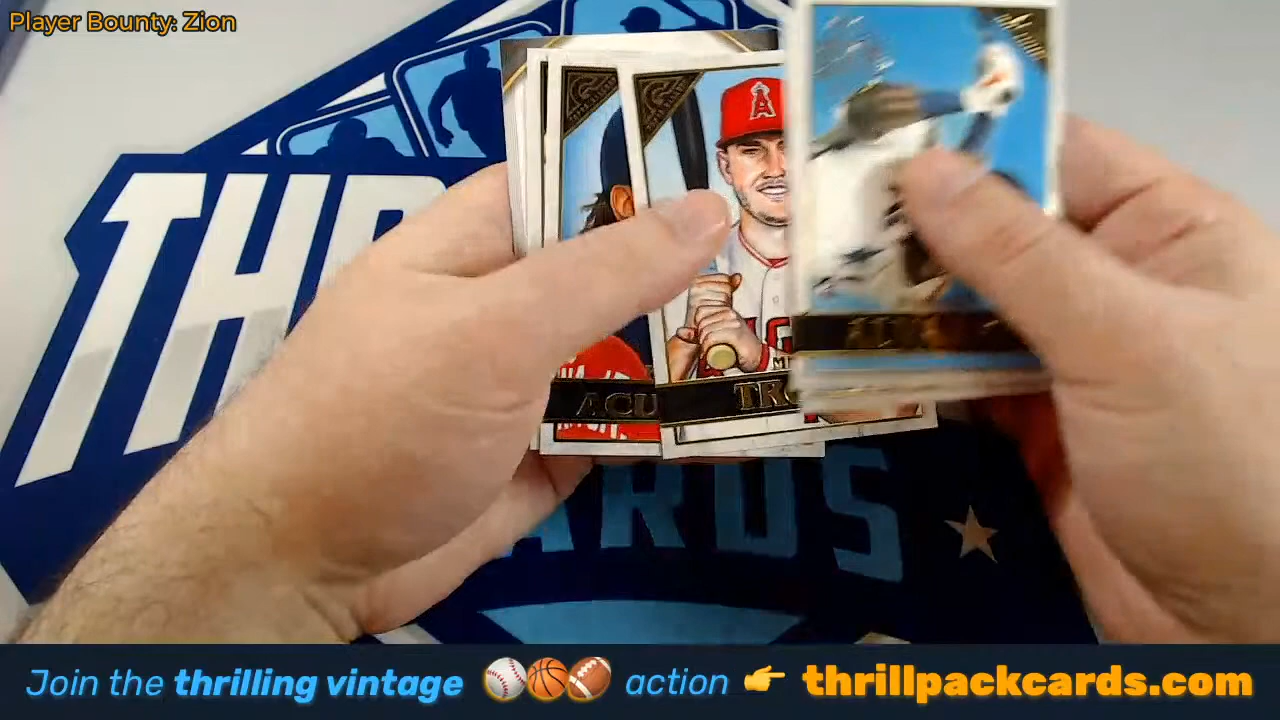 Player Bounty: Zion
THR
ARDS
A
ACU
TRO
Join the thrilling vintage action 👉 thrillpackcards.com